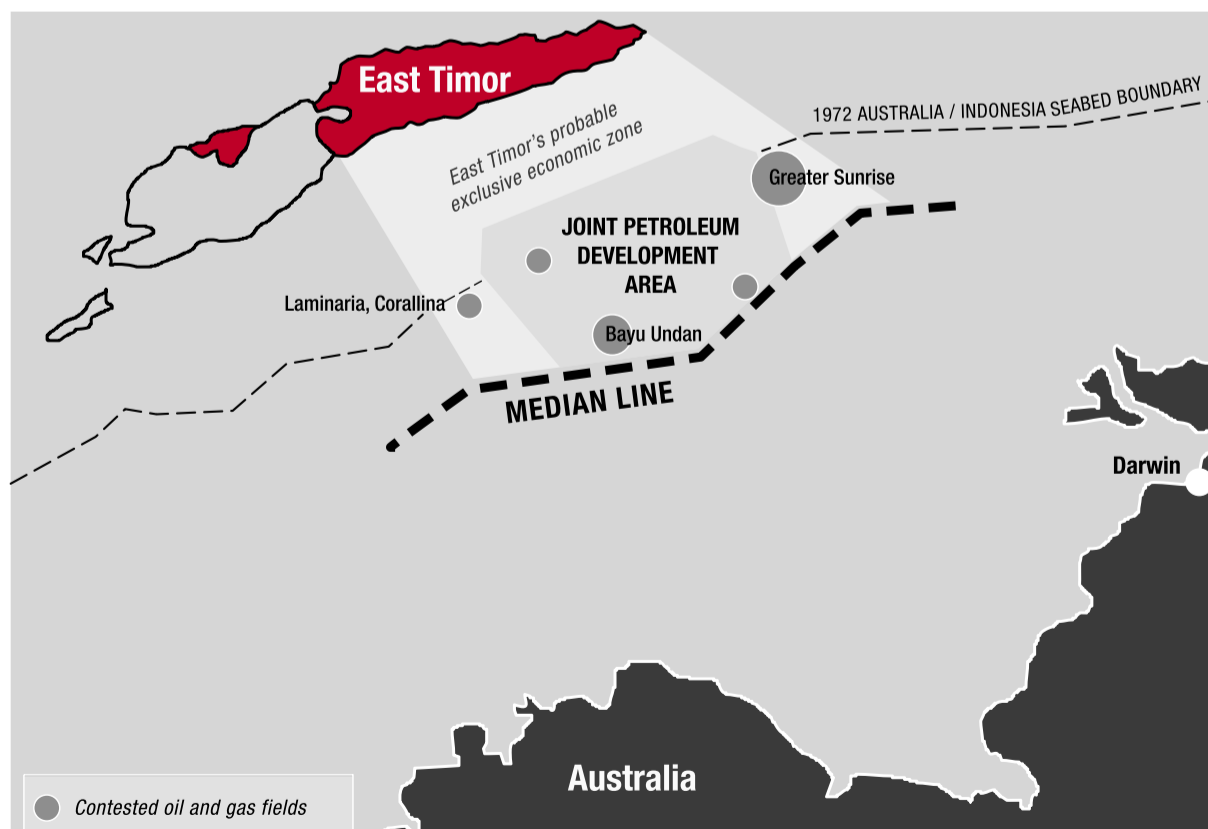 East Timor
1972 AUSTRALIA / INDONESIA SEABED BOUNDARY
East Timor's probable
exclusive economic zone
Greater Sunrise
JOINT PETROLEUM
DEVELOPMENT
AREA
Laminaria, Corallina
Bayu Undan
MEDIAN LINE
Darwin
Australia
Contested oil and gas fields